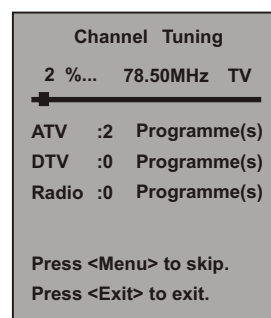 Channel Tuning
2 %... 78.50MHz TV
ATV :2 Programme(s)
DTV :0 Programme(s)
Radio :0 Programme(s)
Press <Menu> to skip.
Press <Exit> to exit.